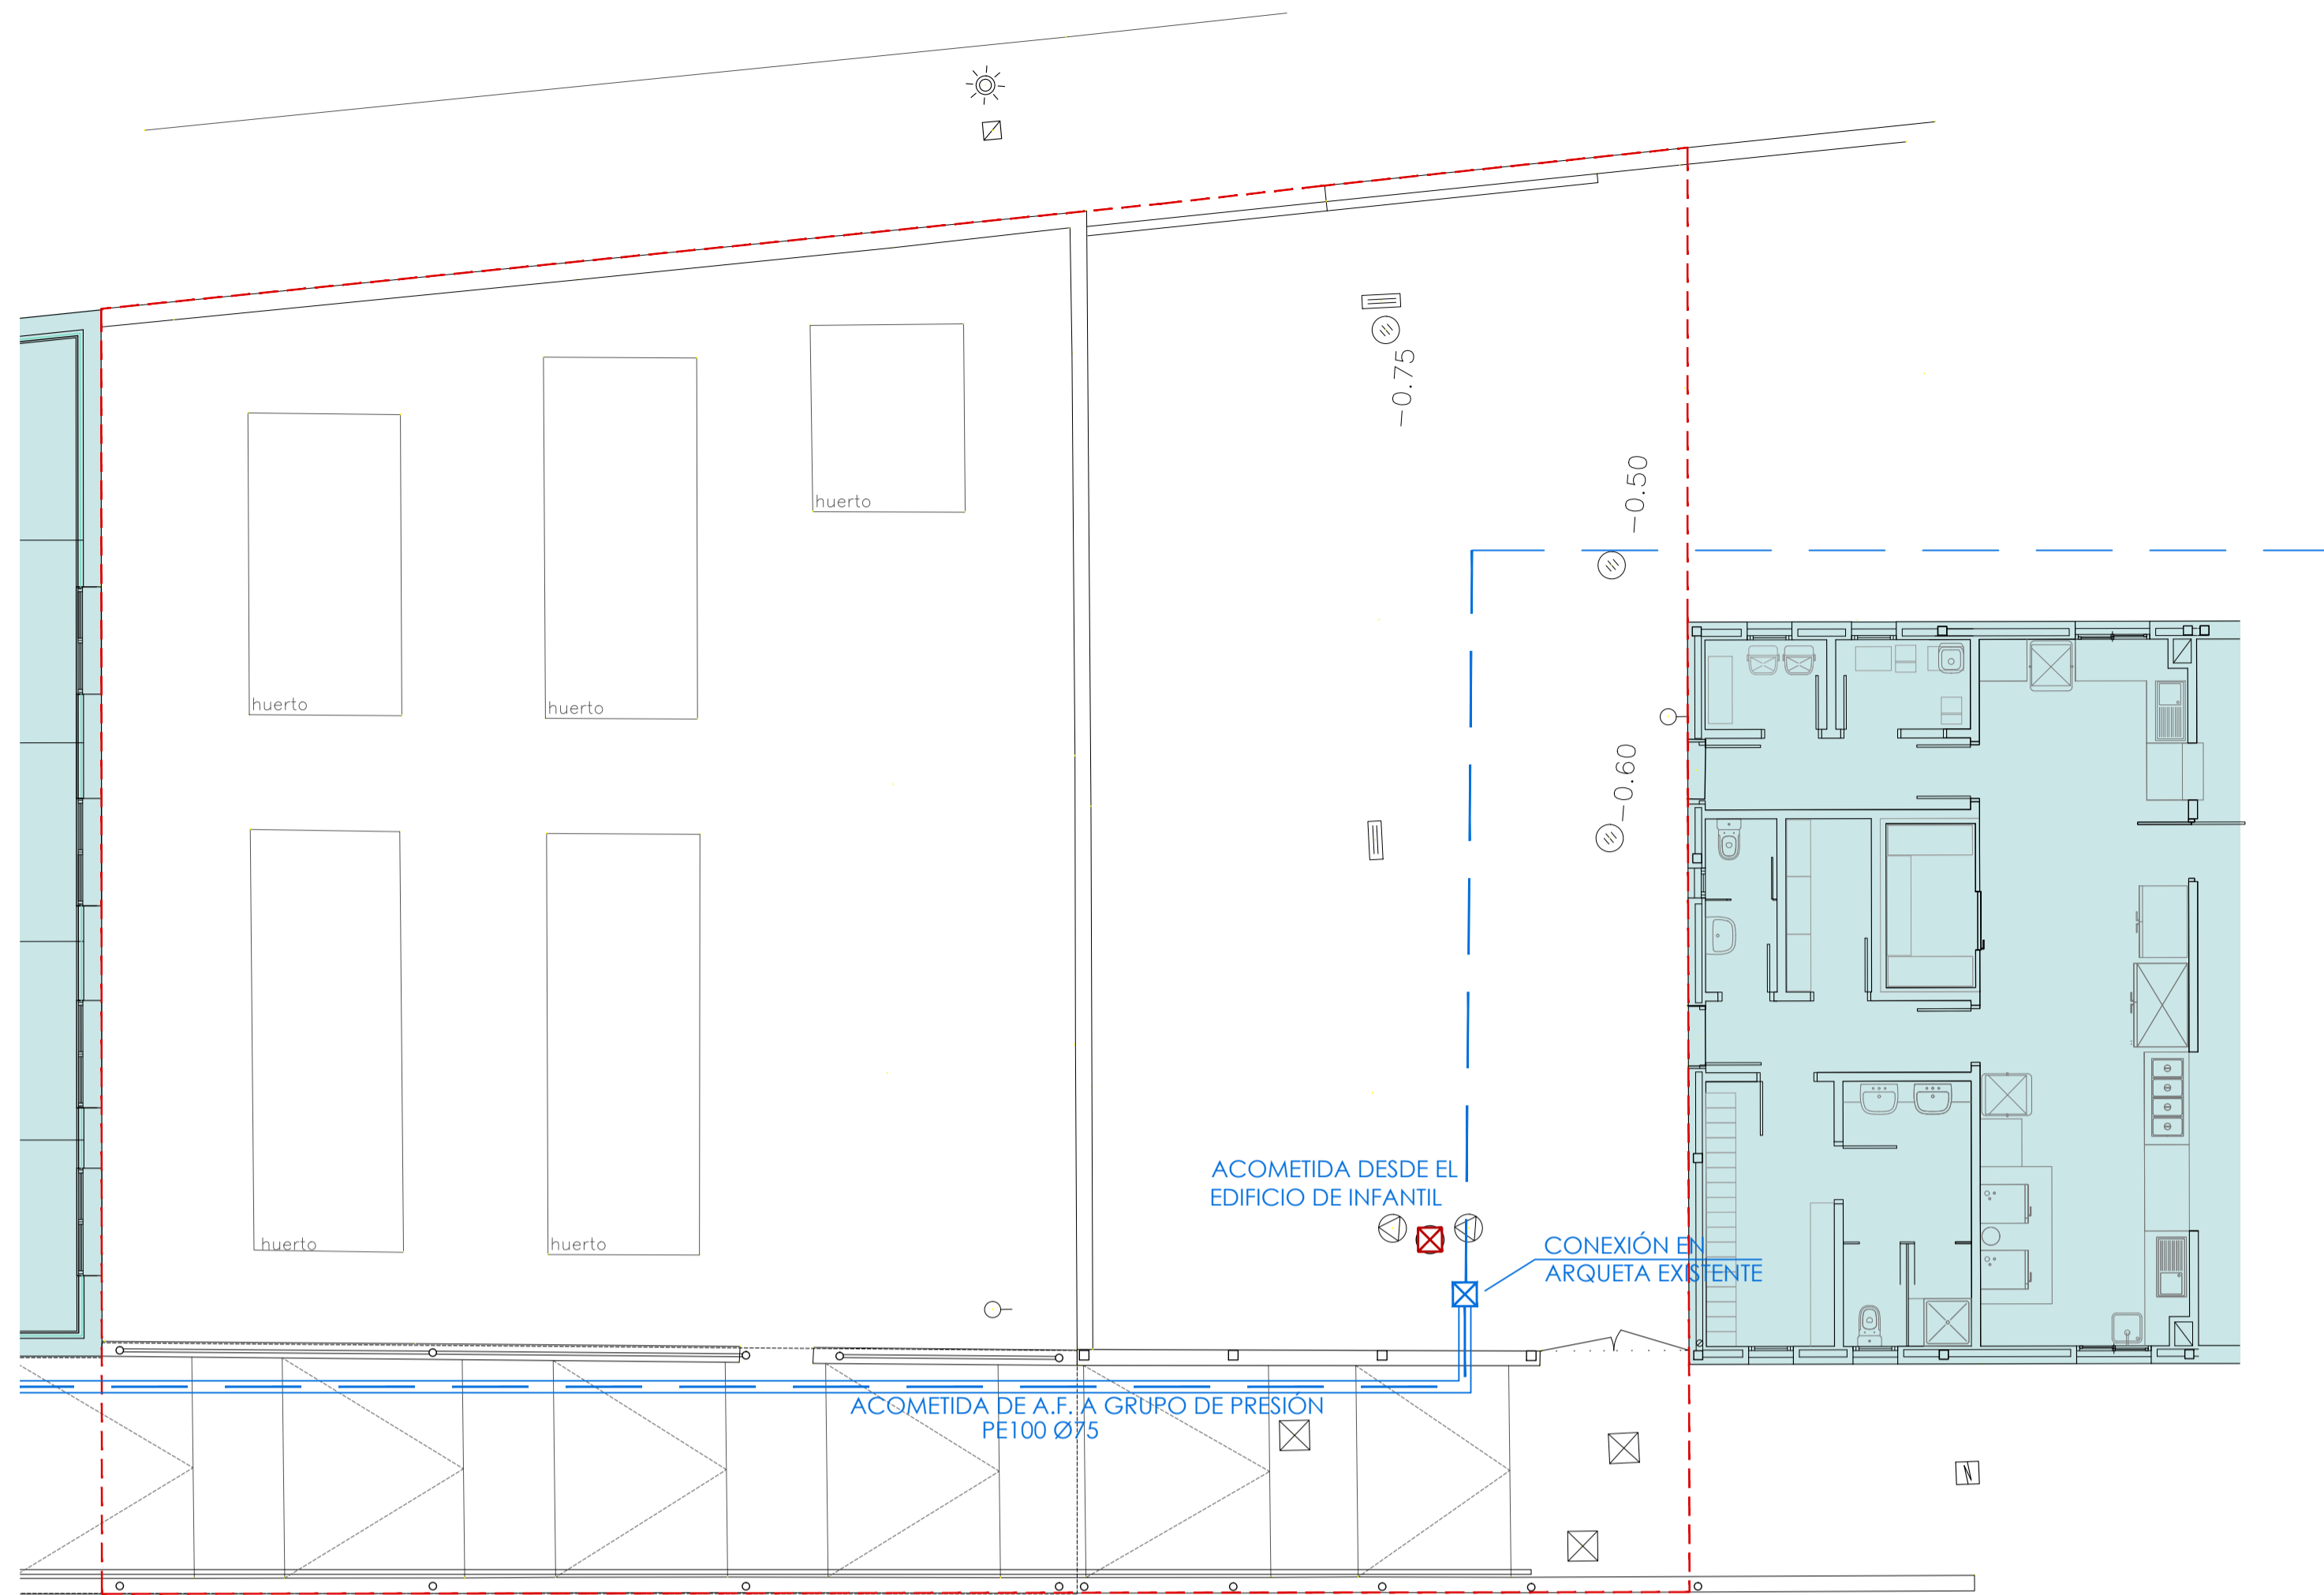 −0.75
−0.50
huerto
huerto
huerto
−0.60
ACOMETIDA DESDE EL
EDIFICIO DE INFANTIL
CONEXIÓN EN
ARQUETA EXISTENTE
huerto
huerto
ACOMETIDA DE A.F. A GRUPO DE PRESIÓN
PE100 Ø75